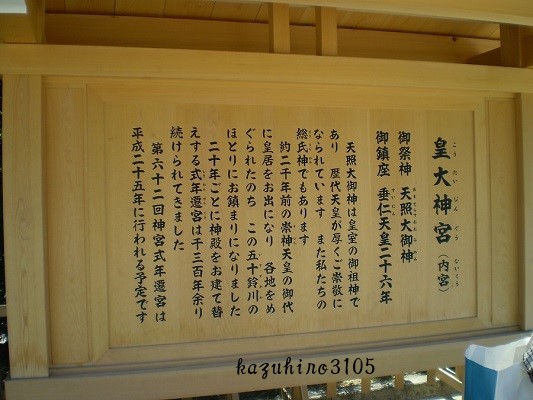 皇大神宮（内宮）
御祭神　天照大御神
御鎮座　垂仁天皇二十六年
天照大御神は皇室の御祖神で
あり　歴代天皇が厚くご崇敬に
なられています　また私たちの
総氏神でもあります
約二千年前の崇神天皇の御代
に皇居をお出になり　各地をめ
ぐられたのち　この五十鈴川の
ほとりにお鎮まりになりました
二十年ごとに神殿をお建て替
えする式年遷宮は千三百年余り
続けられてきました
第六十二回神宮式年遷宮は
平成二十五年に行われる予定です
kazuhiro3105